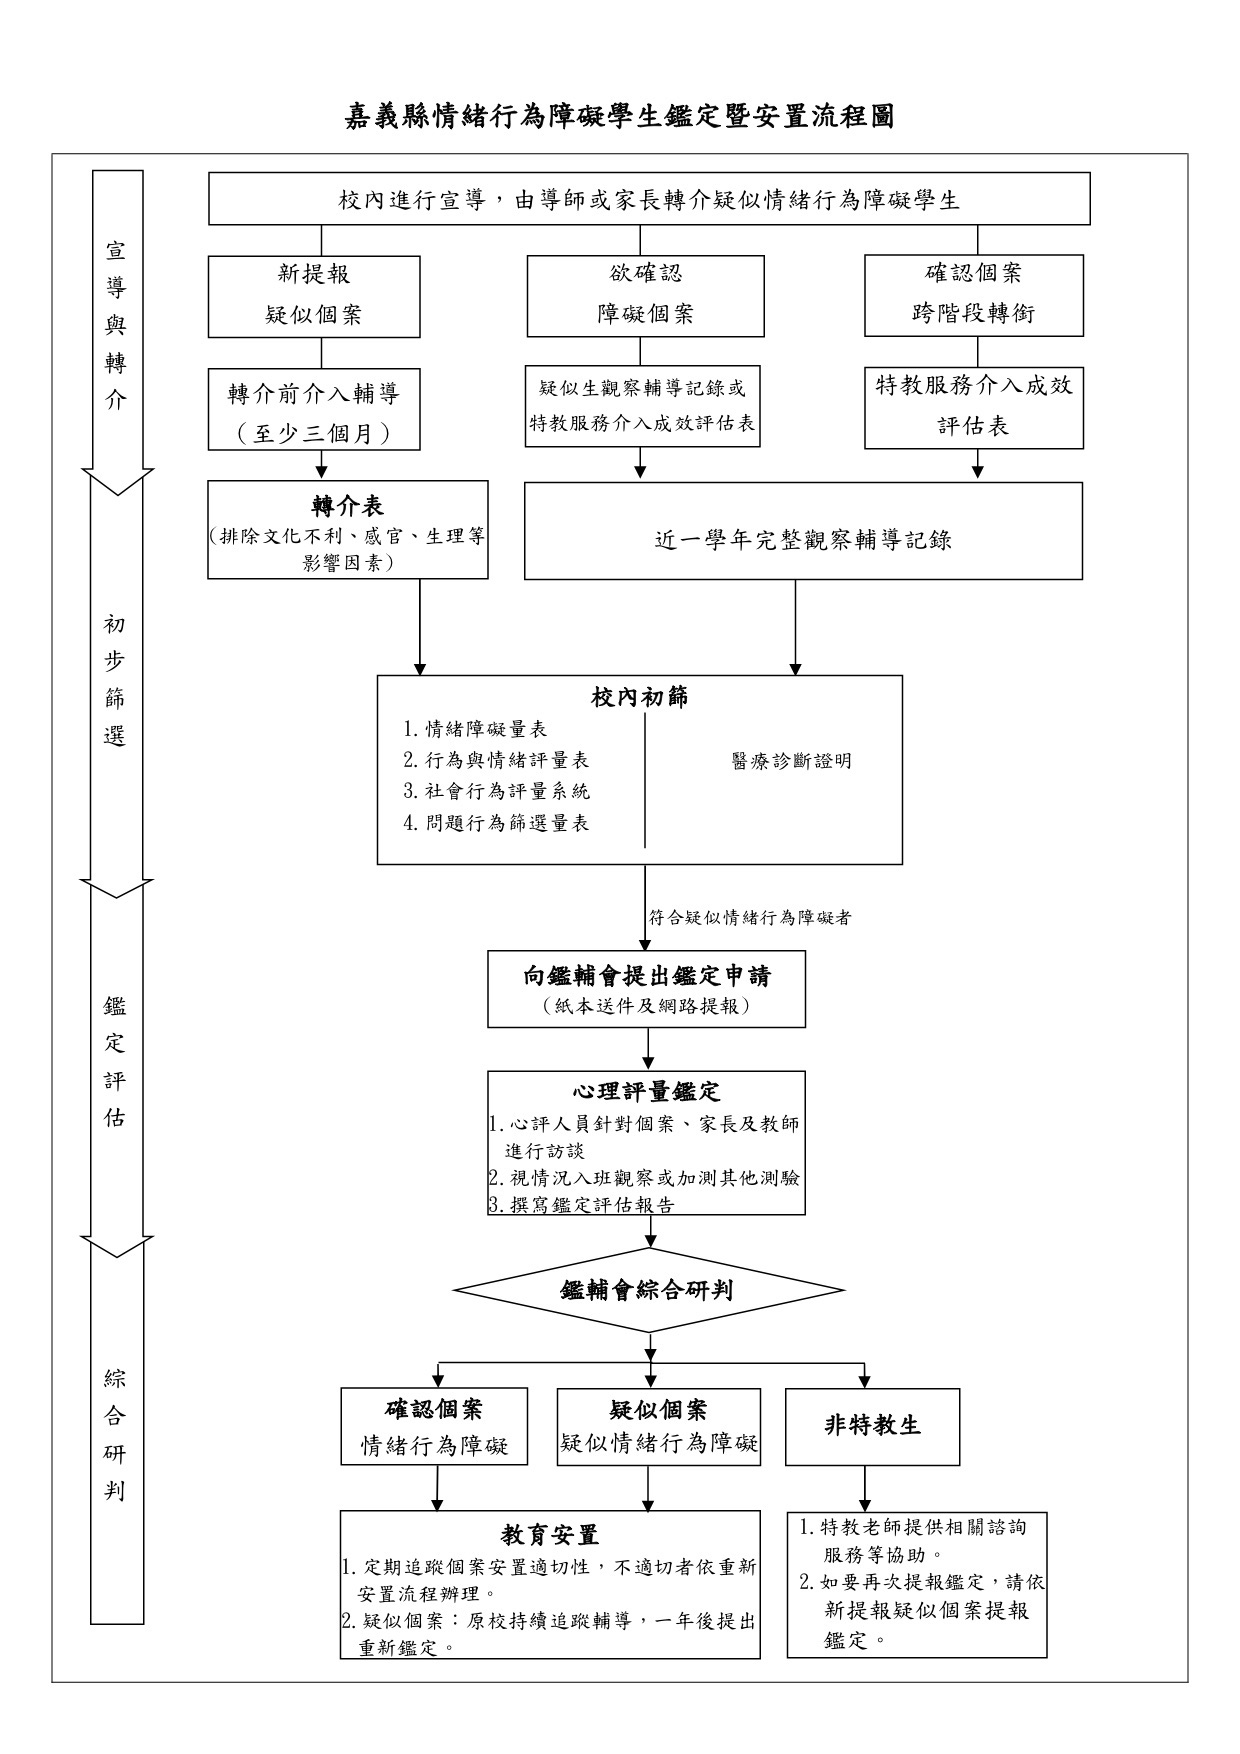 嘉義縣情緒行為障礙學生鑑定暨安置流程圖
宣導與轉介
校內進行宣導，由導師或家長轉介疑似情緒行為障礙學生
新提報
疑似個案
欲確認
障礙個案
確認個案
跨階段轉銜
轉介前介入輔導
（至少三個月）
疑似生觀察輔導記錄或
特教服務介入成效評估表
特教服務介入成效
評估表
初步篩選
轉介表
（排除文化不利、感官、生理等
影響因素）
近一學年完整觀察輔導記錄
校內初篩
1. 情緒障礙量表
2. 行為與情緒評量表
3. 社會行為評量系統
4. 問題行為篩選量表
醫療診斷證明
符合疑似情緒行為障礙者
鑑定評估
向鑑輔會提出鑑定申請
（紙本送件及網路提報）
心理評量鑑定
1. 心評人員針對個案、家長及教師
進行訪談
2. 視情況入班觀察或加測其他測驗
3. 撰寫鑑定評估報告
綜合研判
鑑輔會綜合研判
確認個案
情緒行為障礙
疑似個案
疑似情緒行為障礙
非特教生
教育安置
1. 定期追蹤個案安置適切性，不適切者依重新
安置流程辦理。
2. 疑似個案：原校持續追蹤輔導，一年後提出
重新鑑定。
1. 特教老師提供相關諮詢
服務等協助。
2. 如要再次提報鑑定，請依
新提報疑似個案提報
鑑定。